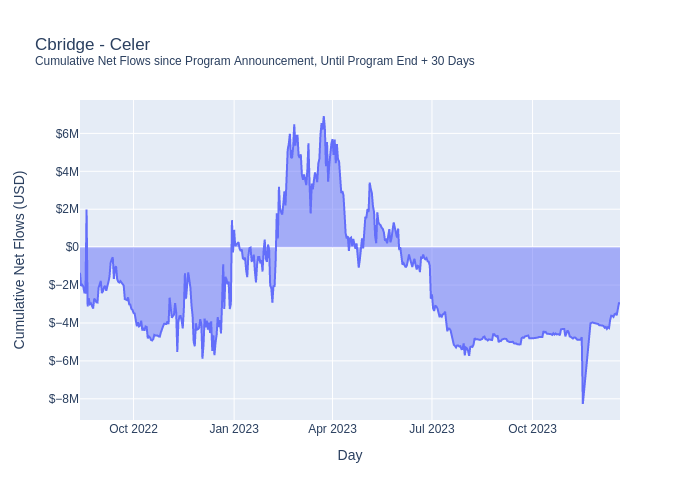 Cbridge - Celer
Cumulative Net Flows since Program Announcement, Until Program End + 30 Days
Cumulative Net Flows (USD)
$6M
$4M
$2M
$0
$−2M
$−4M
$−6M
$−8M
Oct 2022
Jan 2023
Apr 2023
Jul 2023
Oct 2023
Day